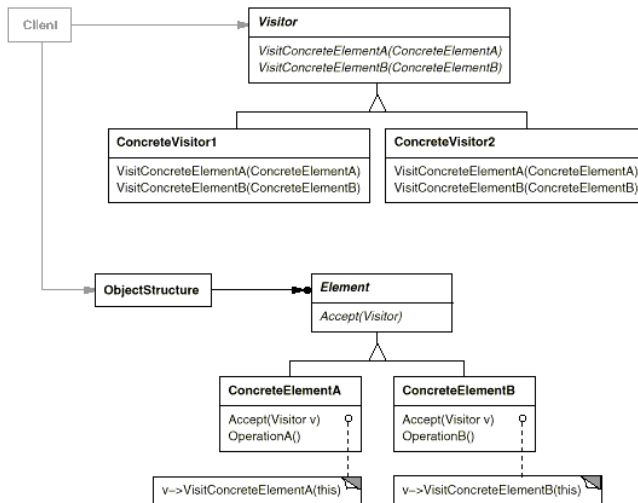 Client
Visitor
VisitConcreteElementA(ConcreteElementA)
VisitConcreteElementB(ConcreteElementB)
ConcreteVisitor1
VisitConcreteElementA(ConcreteElementA)
VisitConcreteElementB(ConcreteElementB)
ConcreteVisitor2
VisitConcreteElementA(ConcreteElementA)
VisitConcreteElementB(ConcreteElementB)
ObjectStructure
Element
Accept(Visitor)
ConcreteElementA
Accept(Visitor v)
OperationA()
ConcreteElementB
Accept(Visitor v)
OperationB()
v->VisitConcreteElementA(this)
v->VisitConcreteElementB(this)